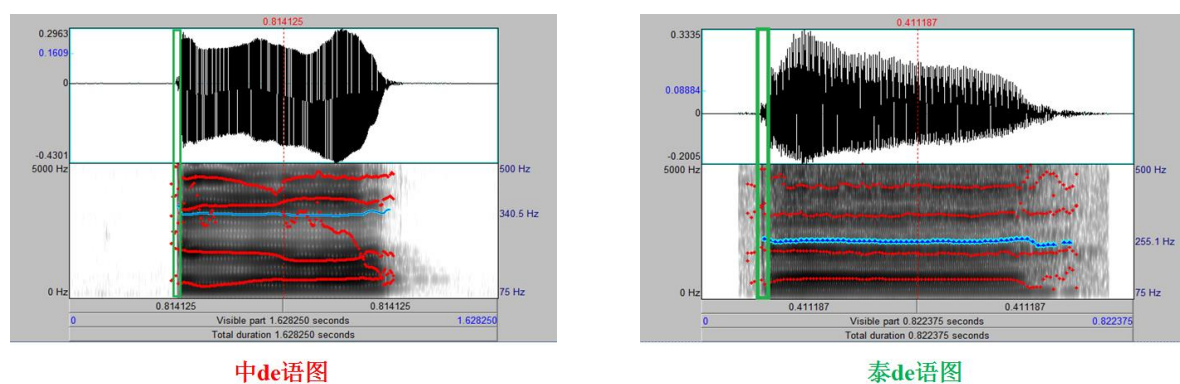 0.814125
0.2963
0.1609
0
-0.4301
5000 Hz
500 Hz
340.5 Hz
0 Hz
75 Hz
0.814125
0.814125
0
Visible part 1.628250 seconds
1.628250
Total duration 1.628250 seconds
中de语图
0.411187
0.3335
0.08884
0
-0.2005
5000 Hz
500 Hz
255.1 Hz
0 Hz
75 Hz
0.411187
0.411187
0
Visible part 0.822375 seconds
0.822375
Total duration 0.822375 seconds
泰de语图